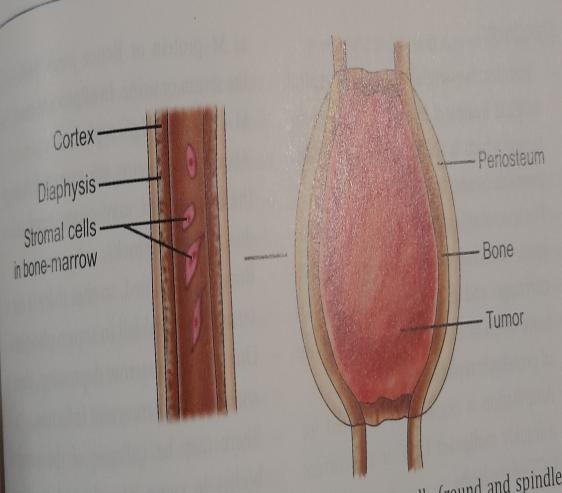 Cortex
Diaphysis
Stromal cells
in bone-marrow
Periosteum
Bone
Tumor
(round and spindle